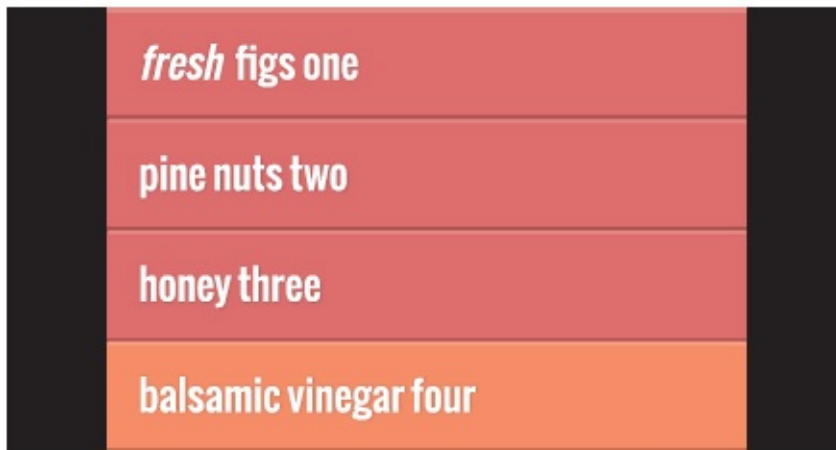 fresh figs one
pine nuts two
honey three
balsamic vinegar four